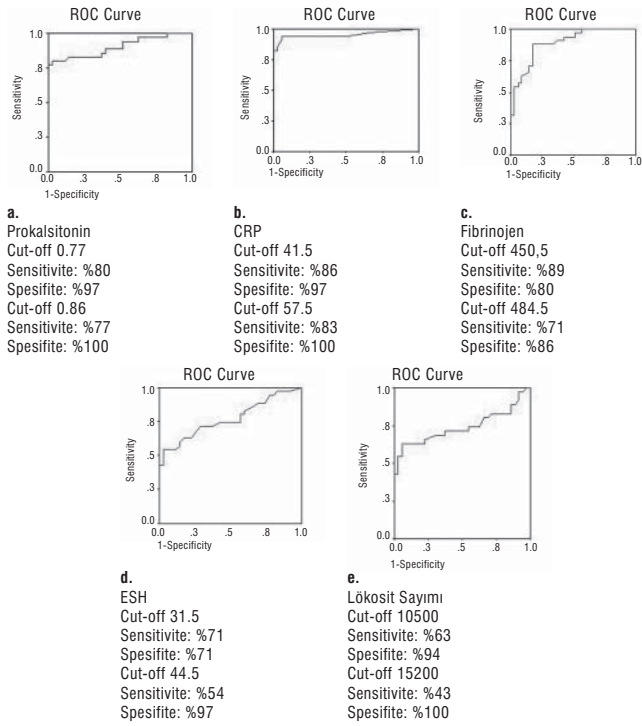 ROC Curve
1.0
.8
.5
.3
0.0
Sensitivity
0.0 .3 .5 .8 1.0
1-Specificity
a.
Prokalsitonin
Cut-off 0.77
Sensitivite: %80
Spesifite: %97
Cut-off 0.86
Sensitivite: %77
Spesifite: %100
ROC Curve
1.0
.8
.5
.3
0.0
Sensitivity
0.0 .3 .5 .8 1.0
1-Specificity
b.
CRP
Cut-off 41.5
Sensitivite: %86
Spesifite: %97
Cut-off 57.5
Sensitivite: %83
Spesifite: %100
ROC Curve
1.0
.8
.5
.3
0.0
Sensitivity
0.0 .3 .5 .8 1.0
1-Specificity
c.
Fibrinojen
Cut-off 450,5
Sensitivite: %89
Spesifite: %80
Cut-off 484.5
Sensitivite: %71
Spesifite: %86
ROC Curve
1.0
.8
.5
.3
0.0
Sensitivity
0.0 .3 .5 .8 1.0
1-Specificity
d.
ESH
Cut-off 31.5
Sensitivite: %71
Spesifite: %71
Cut-off 44.5
Sensitivite: %54
Spesifite: %97
ROC Curve
1.0
.8
.5
.3
0.0
Sensitivity
0.0 .3 .5 .8 1.0
1-Specificity
e.
Lökosit Sayımı
Cut-off 10500
Sensitivite: %63
Spesifite: %94
Cut-off 15200
Sensitivite: %43
Spesifite: %100